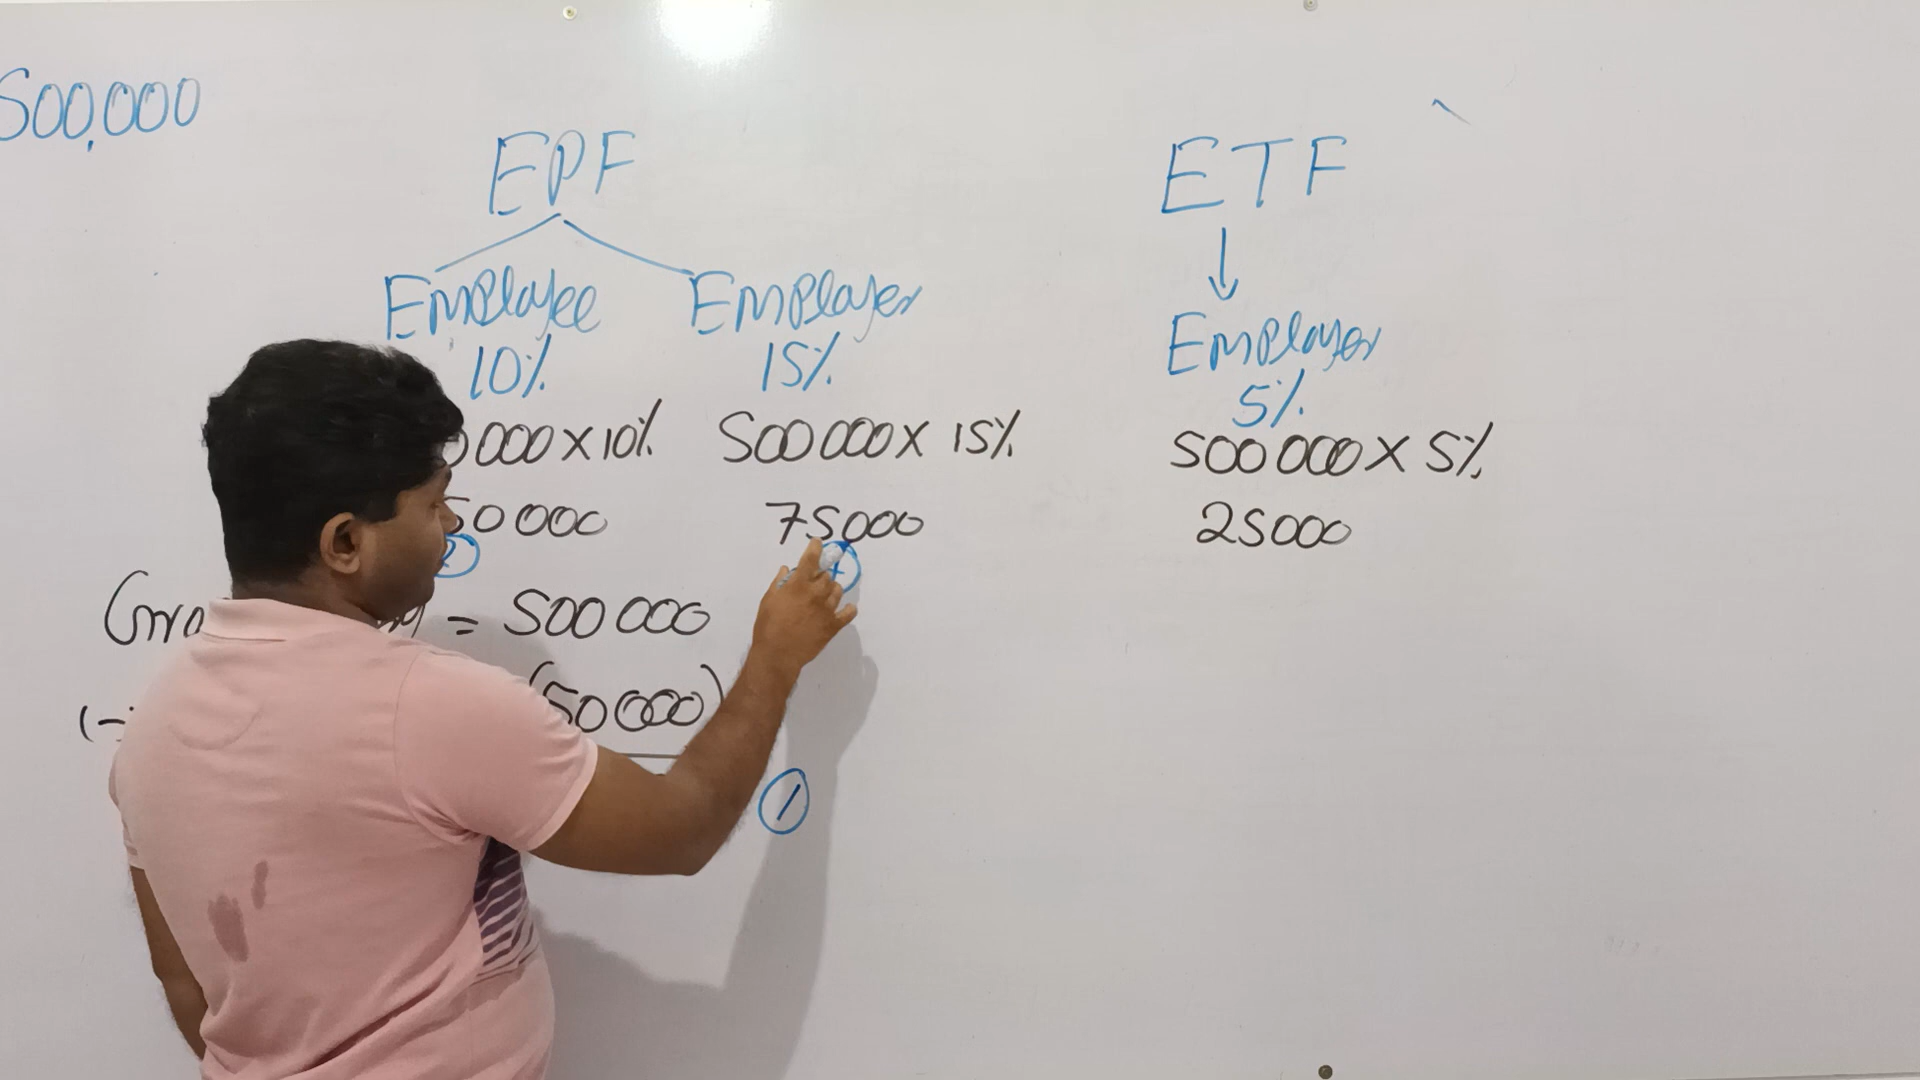 500,000
EPF
ETF
Employee Employer
10% 15%
Employer
5%
000 × 10% 500 000 × 15% 500 000 × 5%
50 000 75000 25000
= 500 000
(50 000)
1